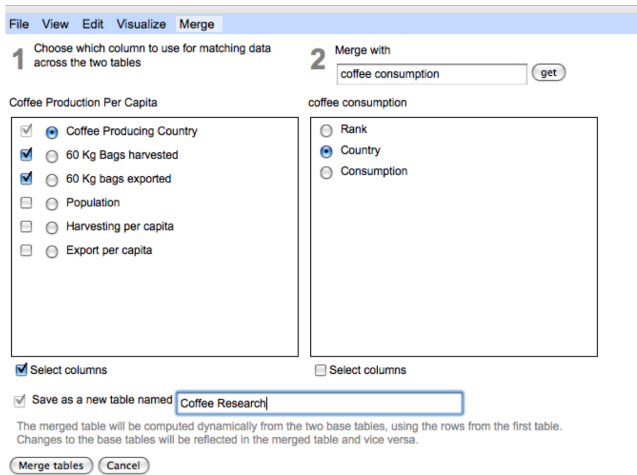 File View Edit Visualize Merge
1 Choose which column to use for matching data
across the two tables
2 Merge with
coffee consumption get
Coffee Production Per Capita
Coffee Producing Country
60 Kg Bags harvested
60 Kg bags exported
Population
Harvesting per capita
Export per capita
Select columns
coffee consumption
Rank
Country
Consumption
Select columns
Save as a new table named Coffee Research
The merged table will be computed dynamically from the two base tables, using the rows from the first table.
Changes to the base tables will be reflected in the merged table and vice versa.
Merge tables Cancel